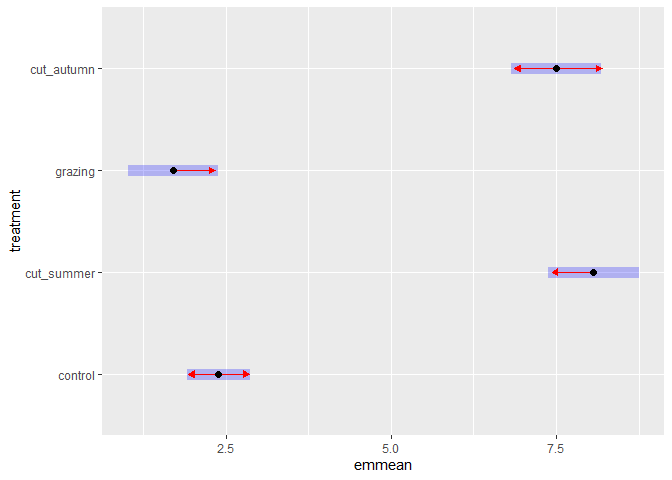 cut_autumn
grazing
cut_summer
control
treatment
2.5 5.0 7.5
emmean